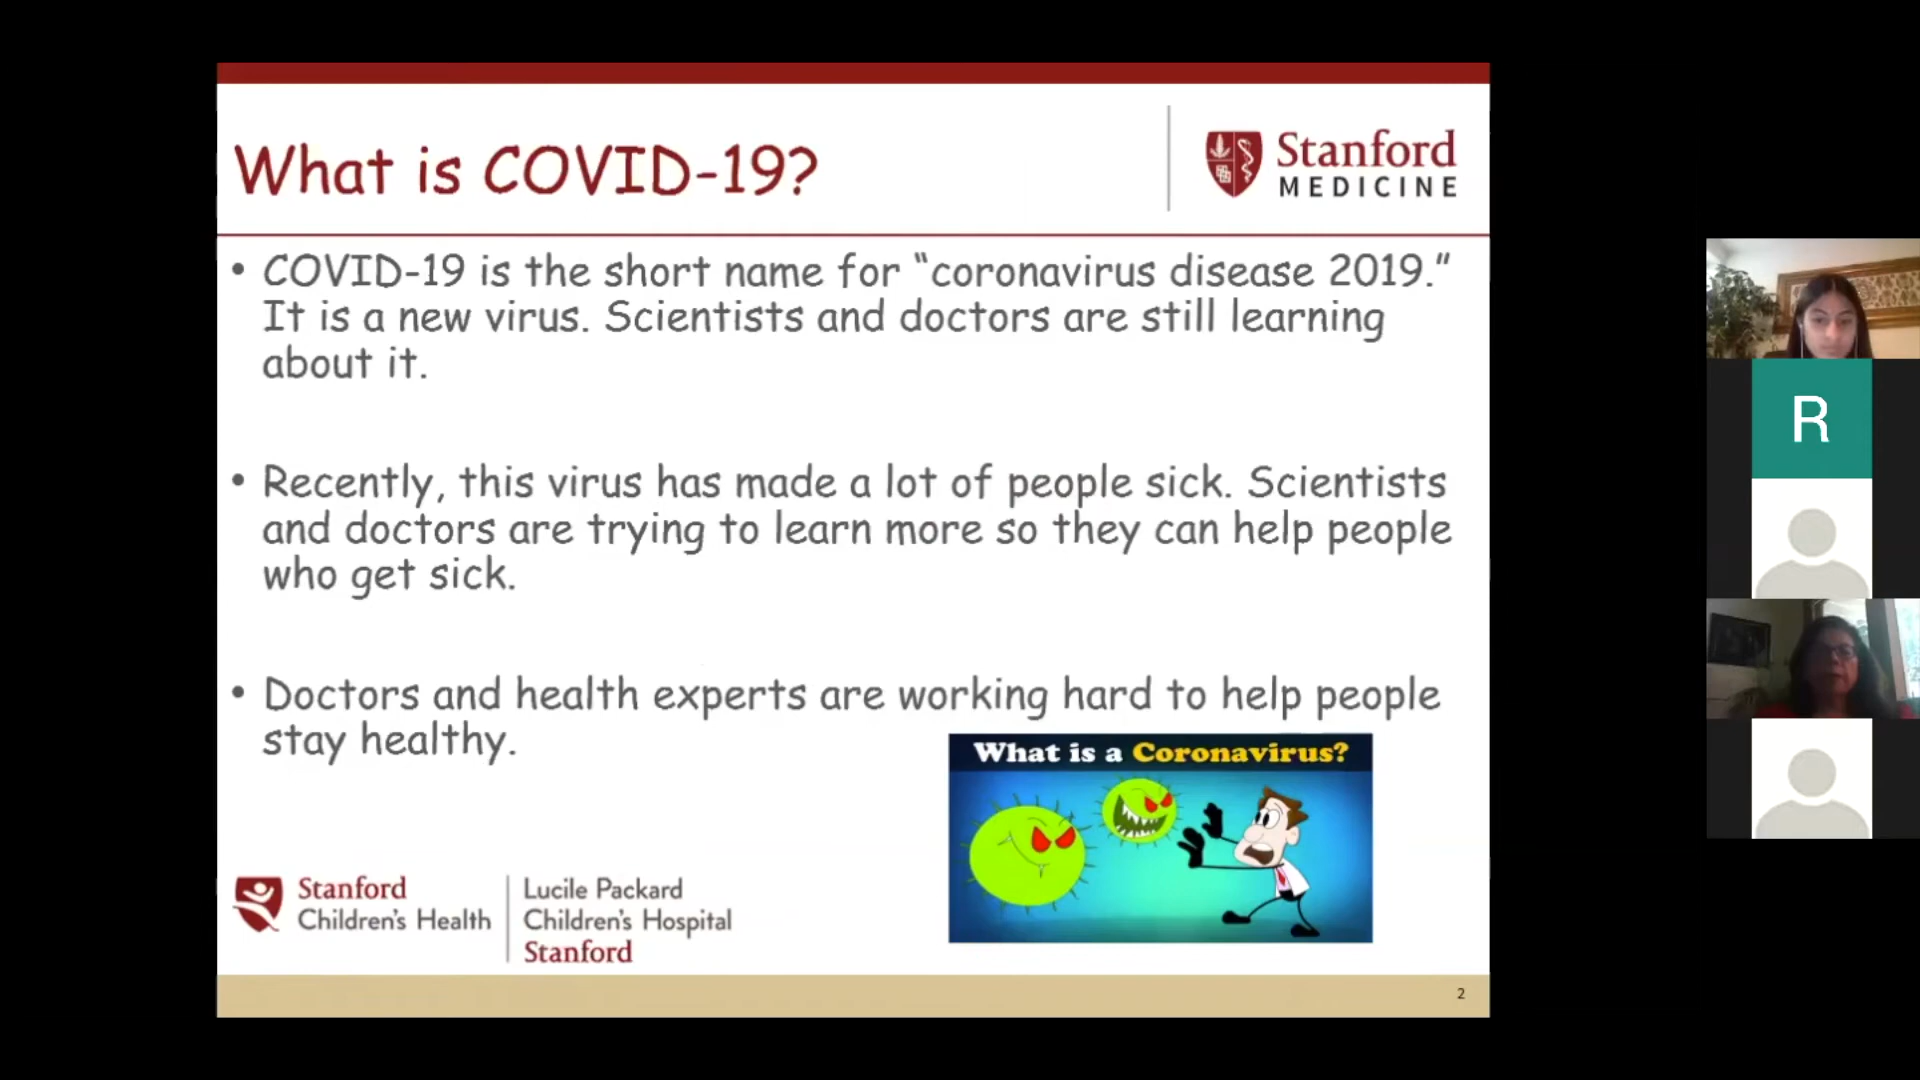 What is COVID-19?
Stanford
MEDICINE
• COVID-19 is the short name for “coronavirus disease 2019.”
It is a new virus. Scientists and doctors are still learning
about it.
• Recently, this virus has made a lot of people sick. Scientists
and doctors are trying to learn more so they can help people
who get sick.
• Doctors and health experts are working hard to help people
stay healthy.
What is a Coronavirus?
Stanford
Children's Health
Lucile Packard
Children's Hospital
Stanford
2
R